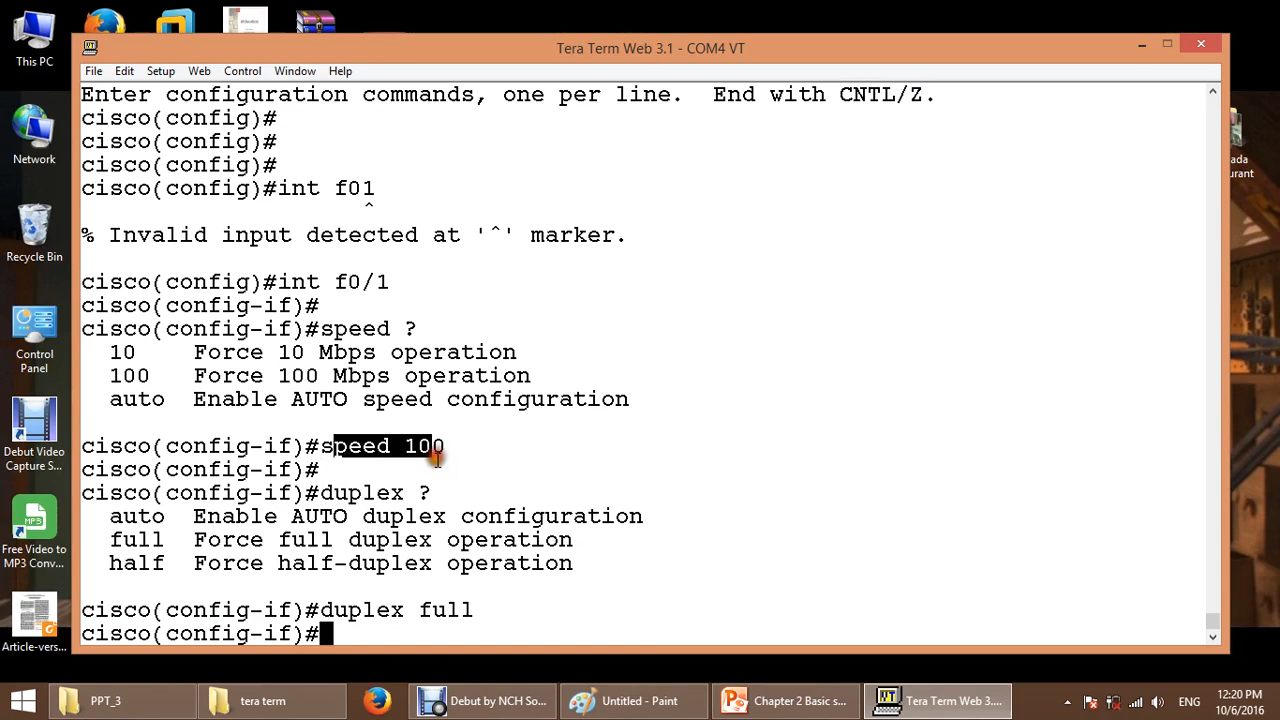 Tera Term Web 3.1 - COM4 VT
File Edit Setup Web Control Window Help
Enter configuration commands, one per line.  End with CNTL/Z.
cisco(config)#
cisco(config)#
cisco(config)#
cisco(config)#int f01
^
% Invalid input detected at '^' marker.
cisco(config)#int f0/1
cisco(config-if)#
cisco(config-if)#speed ?
10 Force 10 Mbps operation
100 Force 100 Mbps operation
auto Enable AUTO speed configuration
cisco(config-if)#speed 100
cisco(config-if)#
cisco(config-if)#duplex ?
auto Enable AUTO duplex configuration
full Force full duplex operation
half Force half-duplex operation
cisco(config-if)#duplex full
cisco(config-if)#
This PC
Network
Recycle Bin
Control
Panel
Debut Video
Capture S...
Free Video to
MP3 Conv...
Article-vers...
PPT_3
tera term
Debut by NCH So...
Untitled - Paint
Chapter 2 Basic s...
Tera Term Web 3....
12:20 PM
10/6/2016